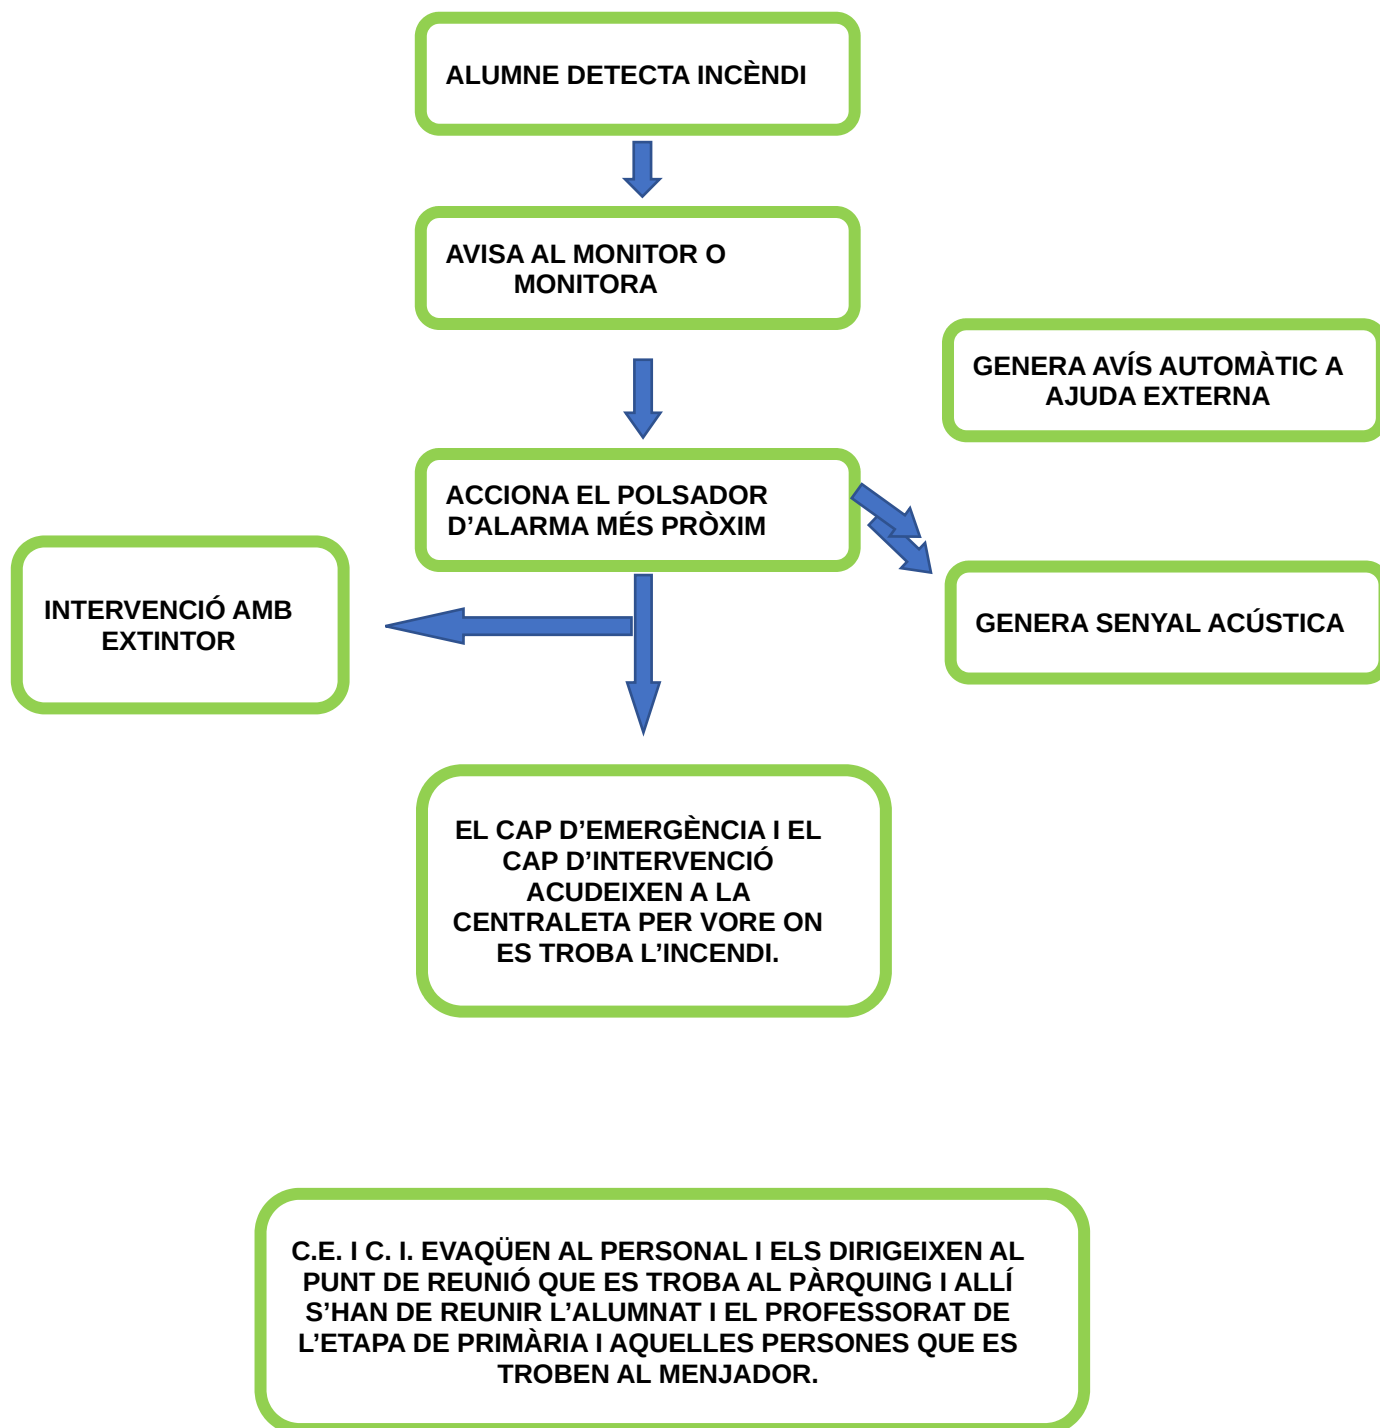 ALUMNE DETECTA INCÈNDI
AVISA AL MONITOR O
MONITORA
GENERA AVÍS AUTOMÀTIC A
AJUDA EXTERNA
ACCIONA EL POLSADOR
D’ALARMA MÉS PRÒXIM
INTERVENCIÓ AMB
EXTINTOR
GENERA SENYAL ACÚSTICA
EL CAP D’EMERGÈNCIA I EL
CAP D’INTERVENCIÓ
ACUDEIXEN A LA
CENTRALETA PER VORE ON
ES TROBA L’INCENDI.
C.E. I C. I. EVAQÜEN AL PERSONAL I ELS DIRIGEIXEN AL
PUNT DE REUNIÓ QUE ES TROBA AL PÀRQUING I ALLÍ
S’HAN DE REUNIR L’ALUMNAT I EL PROFESSORAT DE
L’ETAPA DE PRIMÀRIA I AQUELLES PERSONES QUE ES
TROBEN AL MENJADOR.